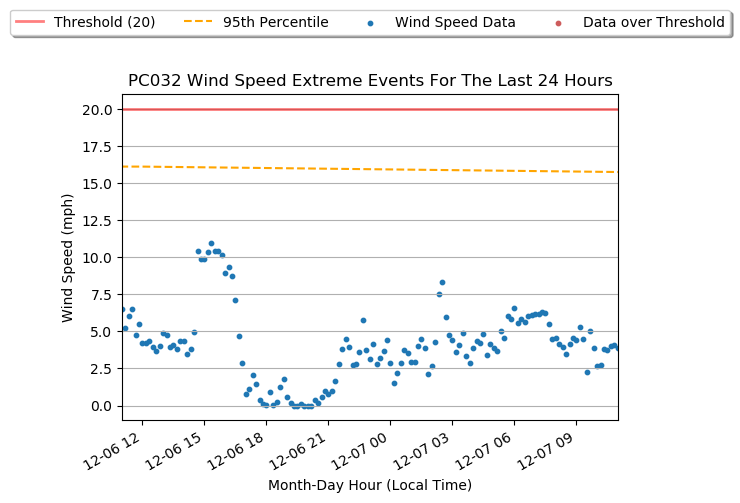 Threshold (20) 95th Percentile Wind Speed Data Data over Threshold
PC032 Wind Speed Extreme Events For The Last 24 Hours
20.0
17.5
15.0
12.5
10.0
7.5
5.0
2.5
0.0
Wind Speed (mph)
12-06 12 12-06 15 12-06 18 12-06 21 12-07 00 12-07 03 12-07 06 12-07 09
Month-Day Hour (Local Time)